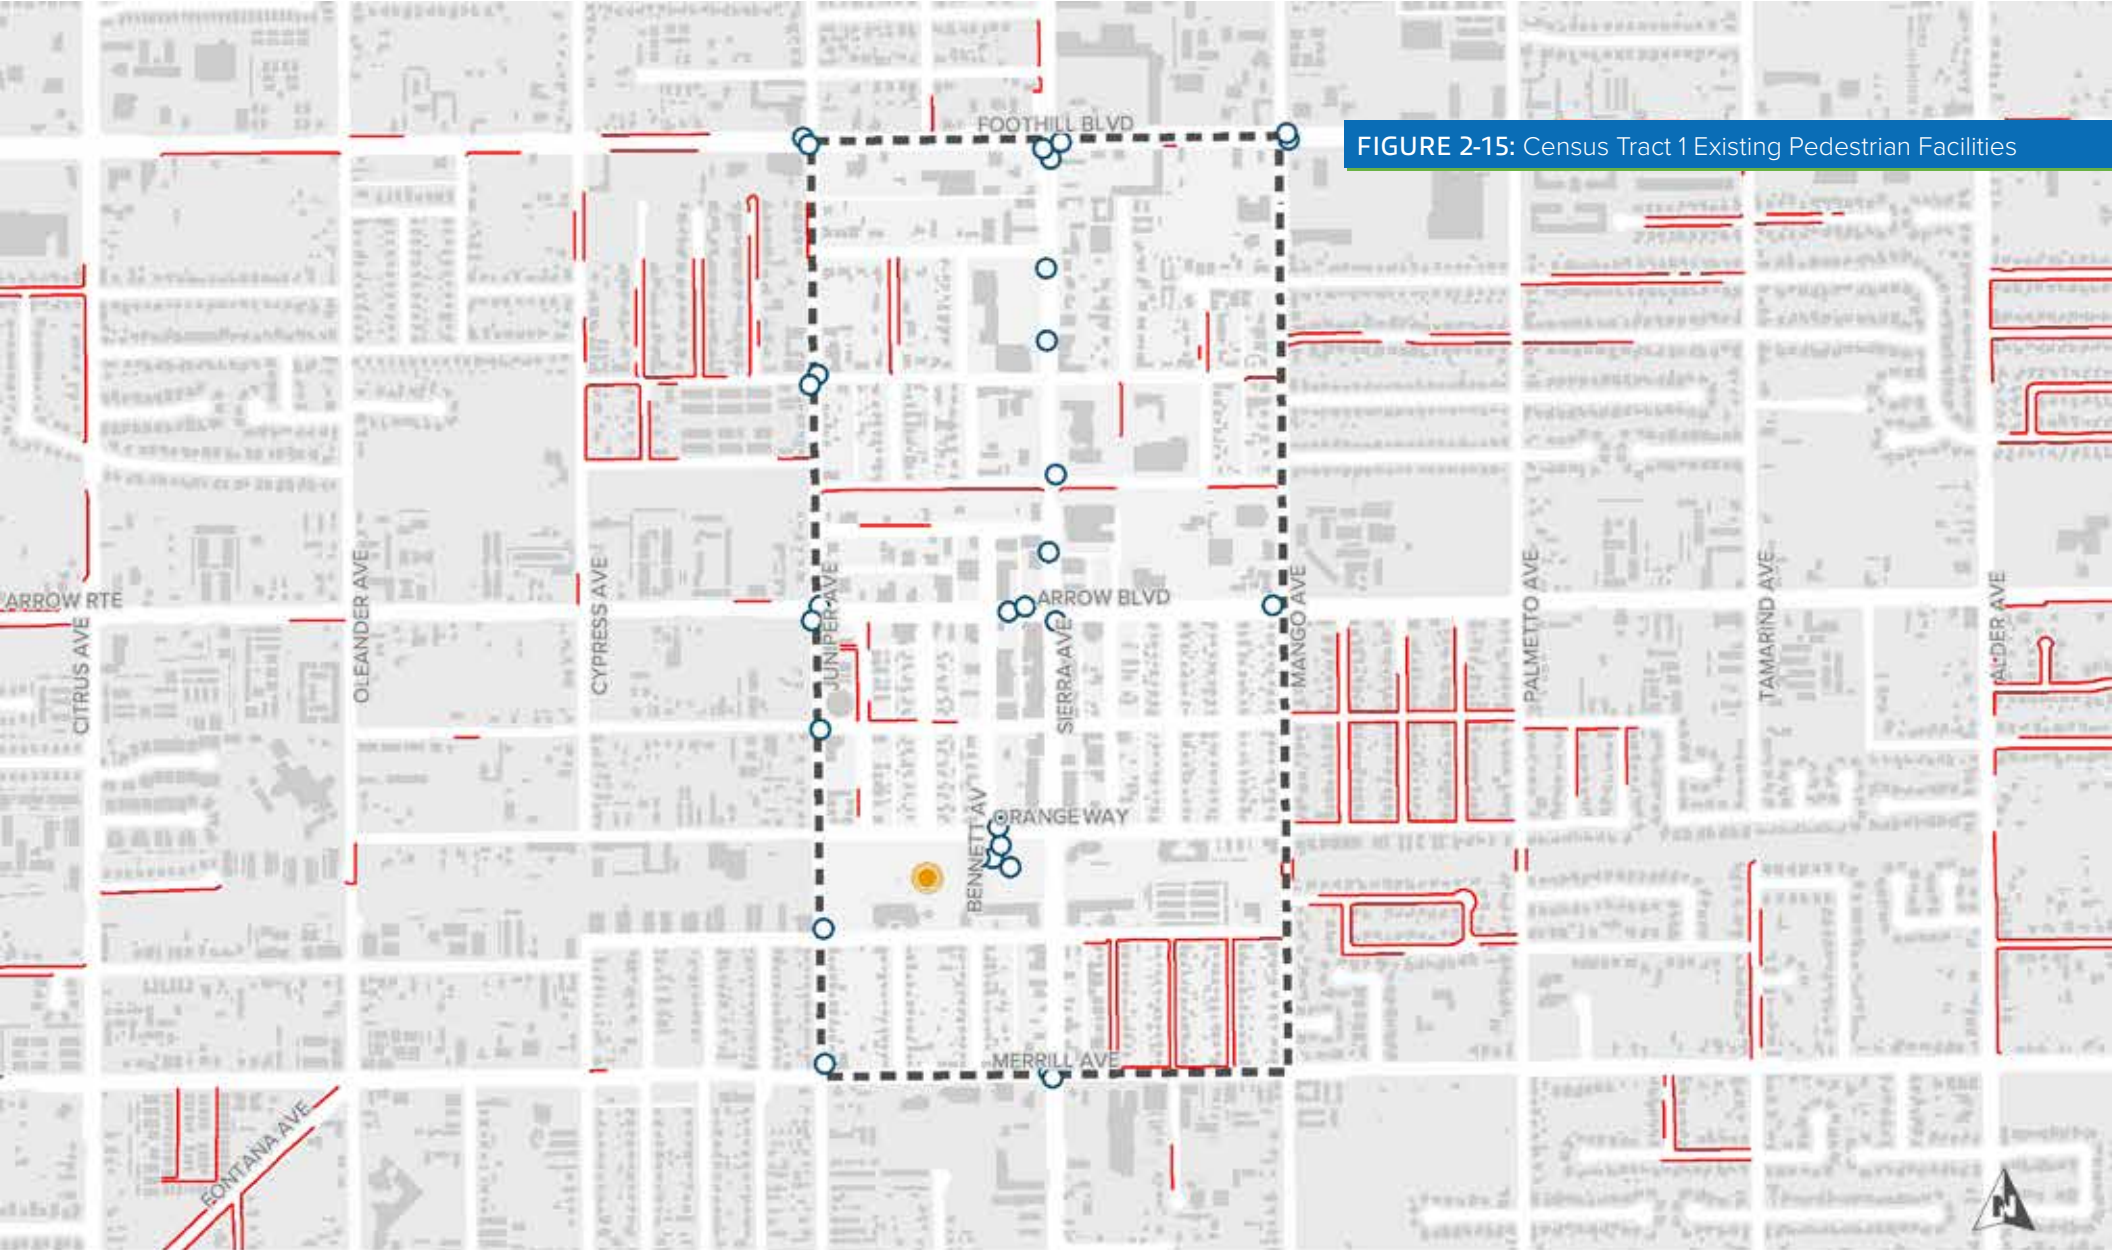 FOOTHILL BLVD
FIGURE 2-15: Census Tract 1 Existing Pedestrian Facilities
ARROW RTE
CITRUS AVE
OLEANDER AVE
CYPRESS AVE
JUNIPER AVE
ARROW BLVD
SIERRA AVE
MANGO AVE
PALMETTO AVE
TAMARIND AVE
ALDER AVE
ORANGE WAY
BENNETT AV
MERRILL AVE
FONTANA AVE
N